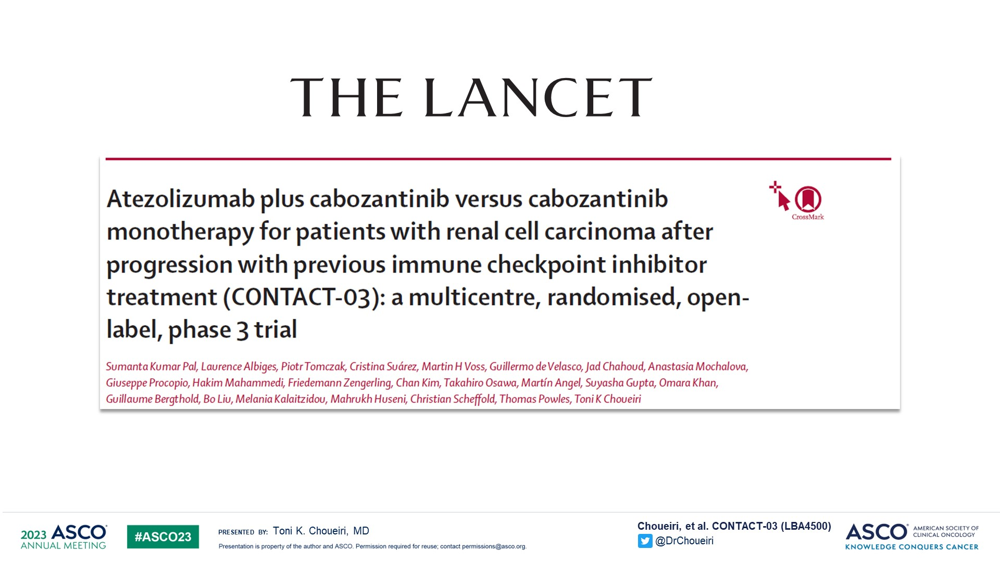 THE LANCET
Atezolizumab plus cabozantinib versus cabozantinib
monotherapy for patients with renal cell carcinoma after
progression with previous immune checkpoint inhibitor
treatment (CONTACT-03): a multicentre, randomised, open-
label, phase 3 trial
CrossMark
Sumanta Kumar Pal, Laurence Albiges, Piotr Tomczak, Cristina Suárez, Martin H Voss, Guillermo de Velasco, Jad Chahoud, Anastasia Mochalova,
Giuseppe Procopio, Hakim Mahammedi, Friedemann Zengerling, Chan Kim, Takahiro Osawa, Martín Angel, Suyasha Gupta, Omara Khan,
Guillaume Bergthold, Bo Liu, Melania Kalaitzidou, Mahrukh Huseni, Christian Scheffold, Thomas Powles, Toni K Choueiri
2023 ASCO®
ANNUAL MEETING
#ASCO23
PRESENTED BY: Toni K. Choueiri, MD
Presentation is property of the author and ASCO. Permission required for reuse; contact permissions@asco.org.
Choueiri, et al. CONTACT-03 (LBA4500)
@DrChoueiri
ASCO® AMERICAN SOCIETY OF
CLINICAL ONCOLOGY
KNOWLEDGE CONQUERS CANCER